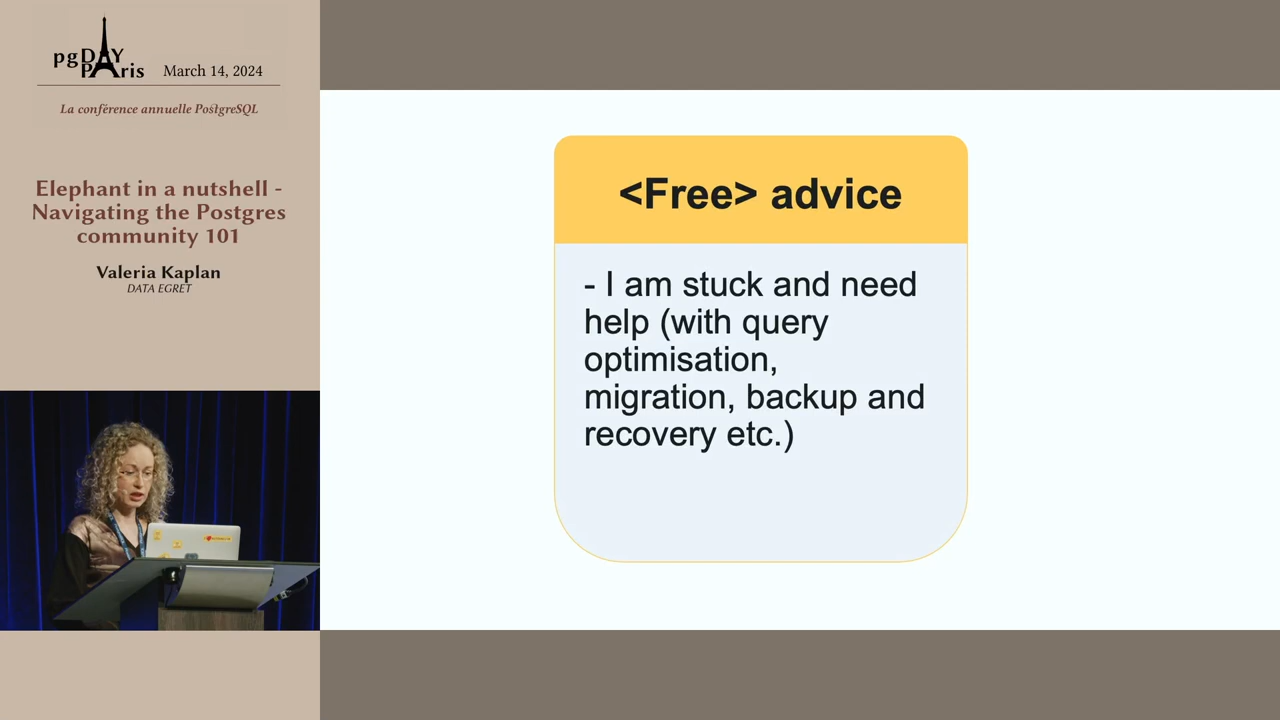 pgDAY
PAris
March 14, 2024
La conférence annuelle PostgreSQL
Elephant in a nutshell -
Navigating the Postgres
community 101
Valeria Kaplan
DATA EGRET
<Free> advice
- I am stuck and need
help (with query
optimisation,
migration, backup and
recovery etc.)